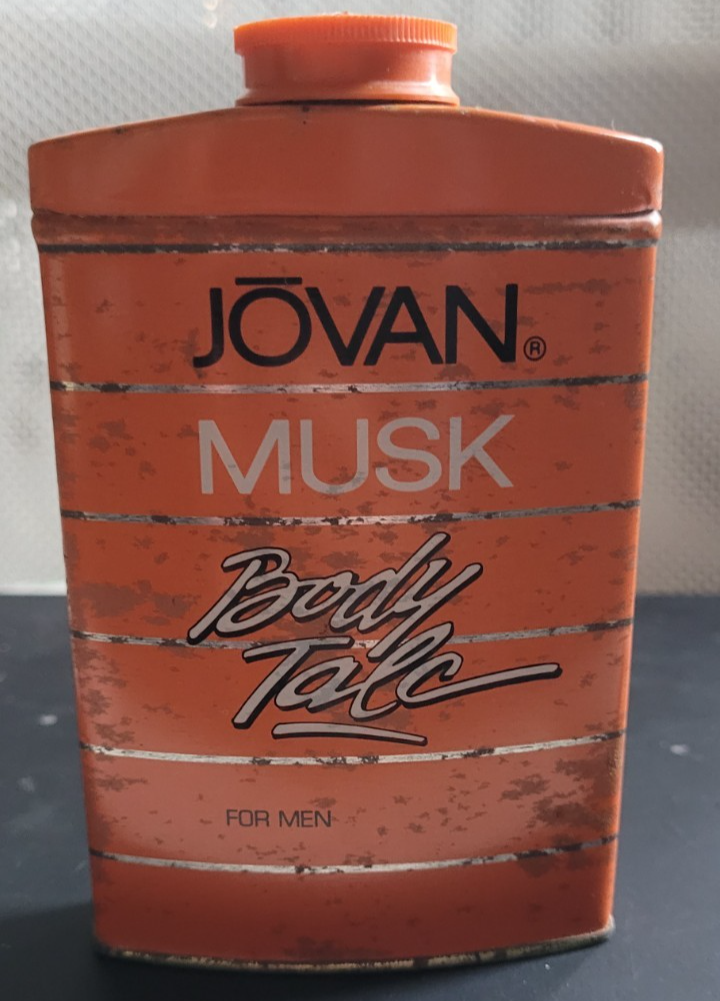 JŌVAN®
MUSK
Body
Talc
FOR MEN